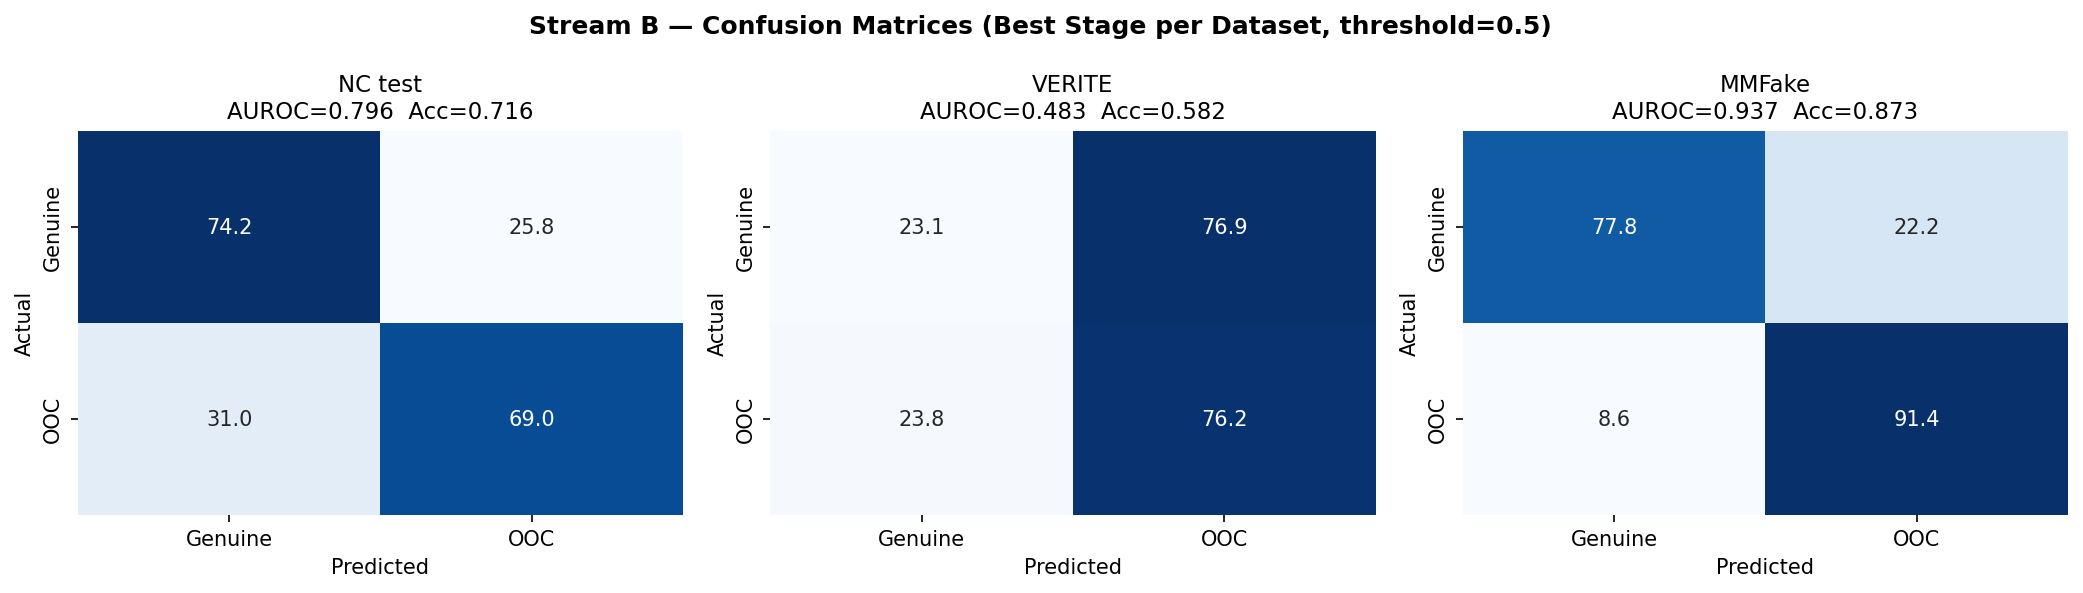 Stream B — Confusion Matrices (Best Stage per Dataset, threshold=0.5)
NC test
AUROC=0.796  Acc=0.716
Actual
Genuine
OOC
74.2
25.8
31.0
69.0
Genuine
OOC
Predicted
VERITE
AUROC=0.483  Acc=0.582
Actual
Genuine
OOC
23.1
76.9
23.8
76.2
Genuine
OOC
Predicted
MMFake
AUROC=0.937  Acc=0.873
Actual
Genuine
OOC
77.8
22.2
8.6
91.4
Genuine
OOC
Predicted